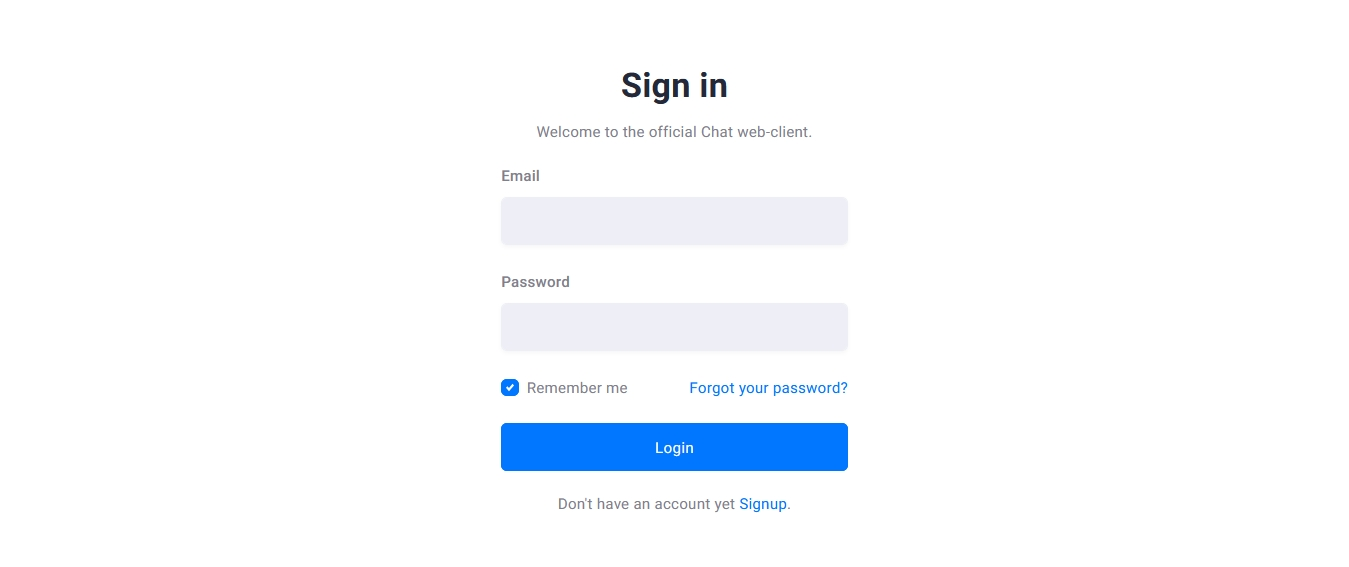 Sign in
Welcome to the official Chat web-client.
Email
Password
Remember me Forgot your password?
Login
Don't have an account yet Signup.